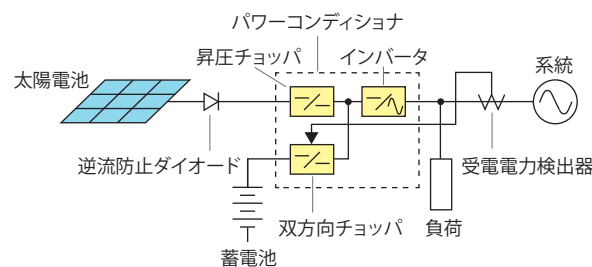 パワーコンディショナ
昇圧チョッパ
インバータ
太陽電池
系統
逆流防止ダイオード
受電電力検出器
双方向チョッパ
負荷
蓄電池